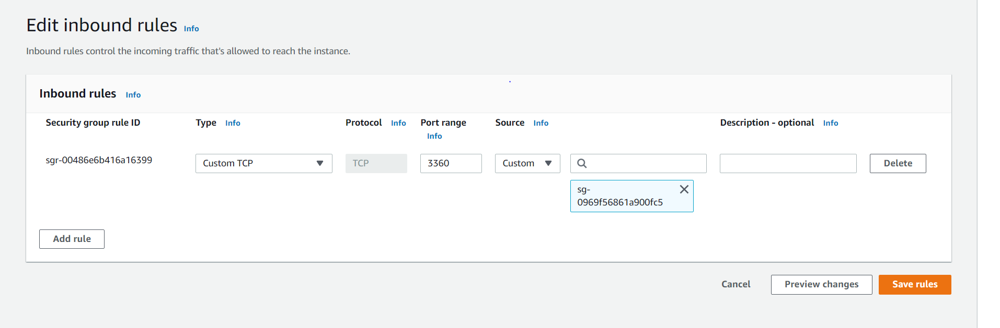 Edit inbound rules Info
Inbound rules control the incoming traffic that's allowed to reach the instance.
Inbound rules Info
Security group rule ID Type Info Protocol Info Port range Source Info Description - optional Info
Info
sgr-00486e6b416a16399 Custom TCP TCP 3360 Custom Delete
sg-
0969f56861a900fc5
Add rule
Cancel Preview changes Save rules